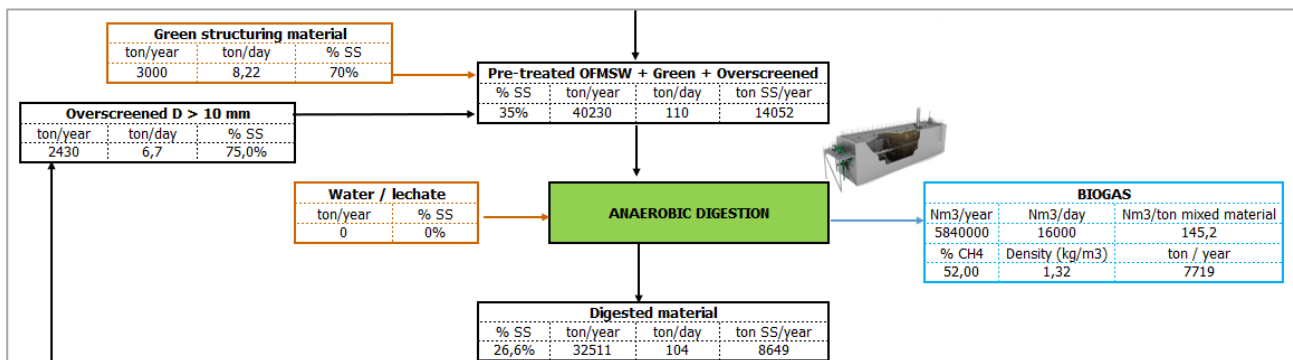 Green structuring material
ton/year ton/day % SS
3000 8,22 70%
Pre-treated OFMSW + Green + Overscreened
% SS ton/year ton/day ton SS/year
35% 40230 110 14052
Overscreened D > 10 mm
ton/year ton/day % SS
2430 6,7 75,0%
Water / lechate
ton/year % SS
0 0%
ANAEROBIC DIGESTION
BIOGAS
Nm3/year Nm3/day Nm3/ton mixed material
5840000 16000 145,2
% CH4 Density (kg/m3) ton / year
52,00 1,32 7719
Digested material
% SS ton/year ton/day ton SS/year
26,6% 32511 104 8649